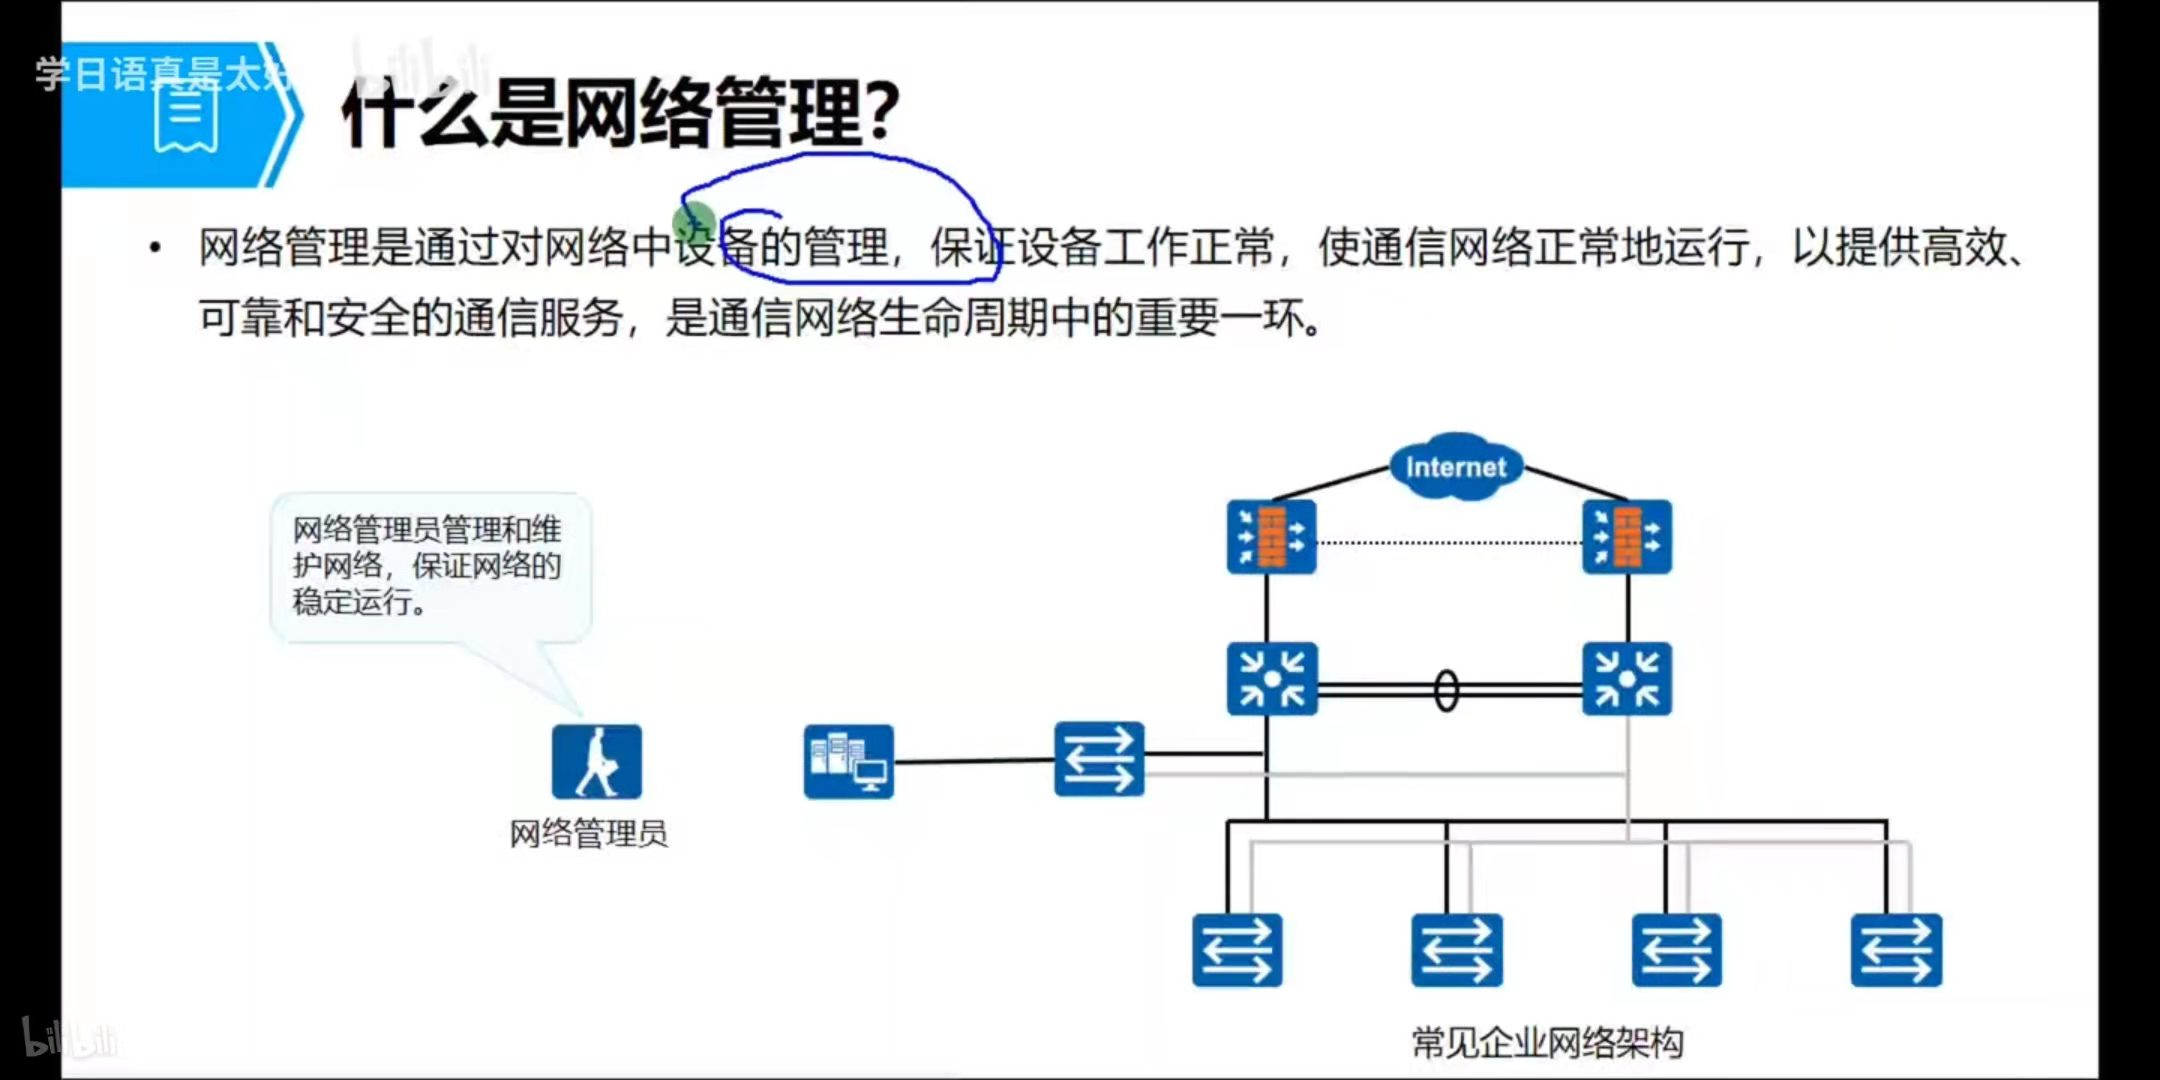 学日语真是太好
bilibili
什么是网络管理？
• 网络管理是通过对网络中设备的管理，保证设备工作正常，使通信网络正常地运行，以提供高效、
可靠和安全的通信服务，是通信网络生命周期中的重要一环。
Internet
网络管理员管理和维
护网络，保证网络的
稳定运行。
网络管理员
常见企业网络架构
bilibili